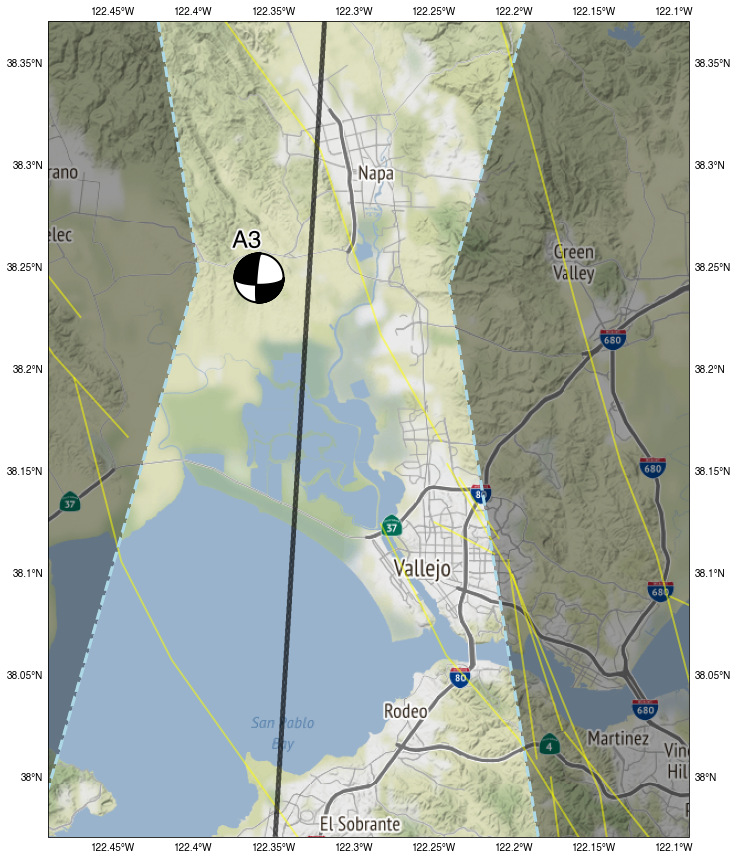 122.45°W 122.4°W 122.35°W 122.3°W 122.25°W 122.2°W 122.15°W 122.1°W
38.35°N 38.35°N
38.3°N rano Napa 38.3°N
elec A3 Green
Valley
38.25°N 38.25°N
680
38.2°N 38.2°N
38.15°N 680 38.15°N
37 80
37
38.1°N Vallejo 38.1°N
680
38.05°N 80 38.05°N
Rodeo 680
San Pablo
Bay
4 Martinez
38°N Vine 38°N
Hil
El Sobrante
122.45°W 122.4°W 122.35°W 122.3°W 122.25°W 122.2°W 122.15°W 122.1°W